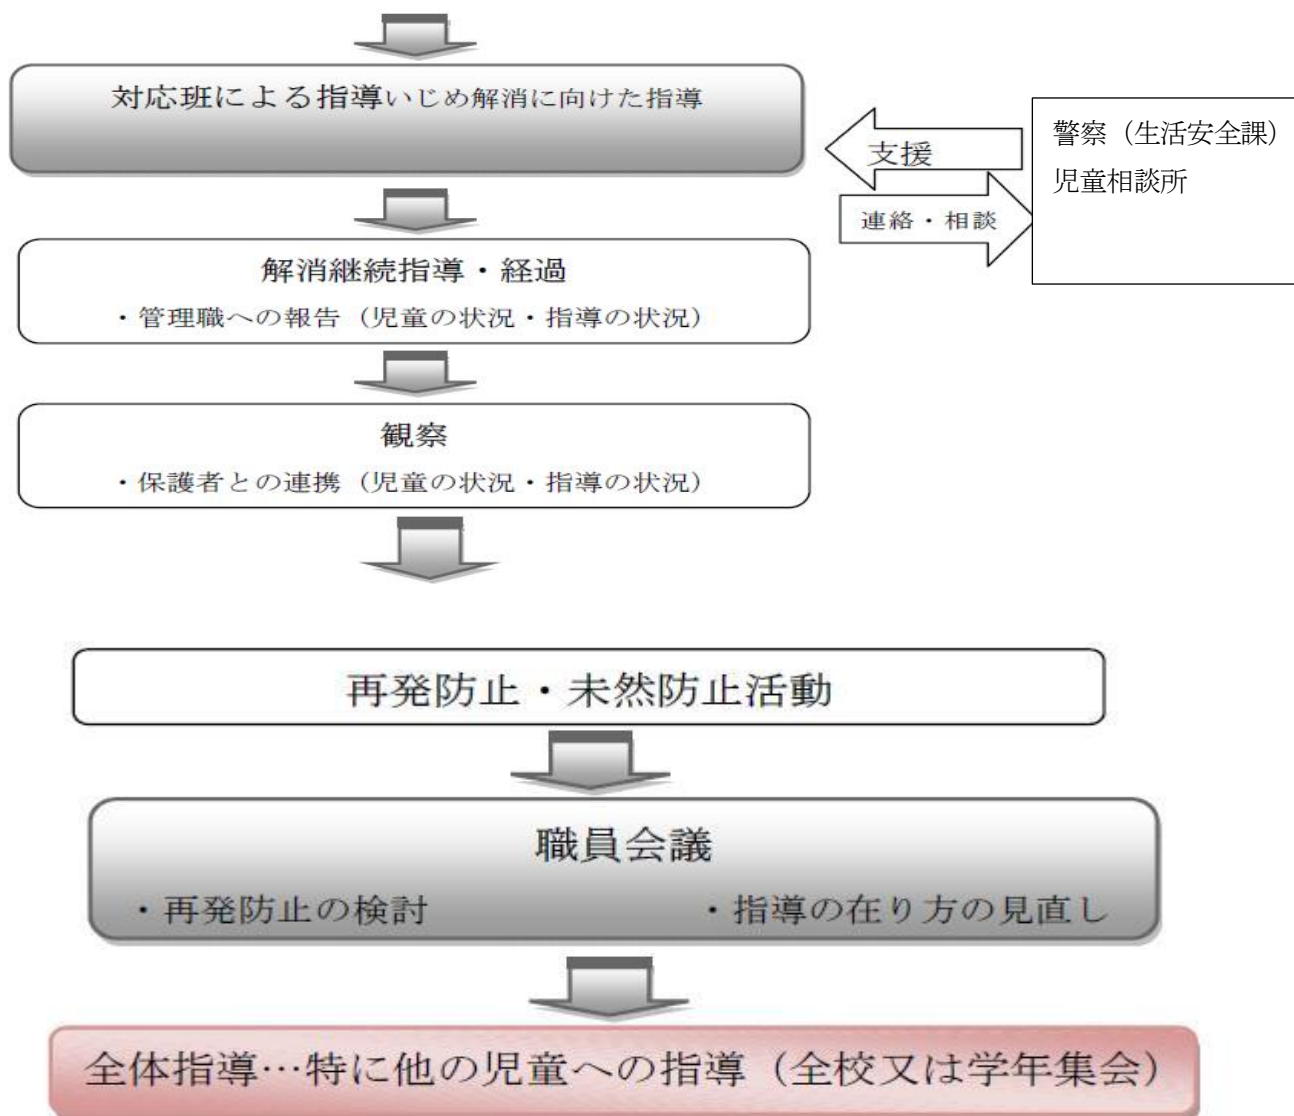 対応班による指導いじめ解消に向けた指導
支援
連絡・相談
警察（生活安全課）
児童相談所
解消継続指導・経過
・管理職への報告（児童の状況・指導の状況）
観察
・保護者との連携（児童の状況・指導の状況）
再発防止・未然防止活動
職員会議
・再発防止の検討　・指導の在り方の見直し
全体指導…特に他の児童への指導（全校又は学年集会）